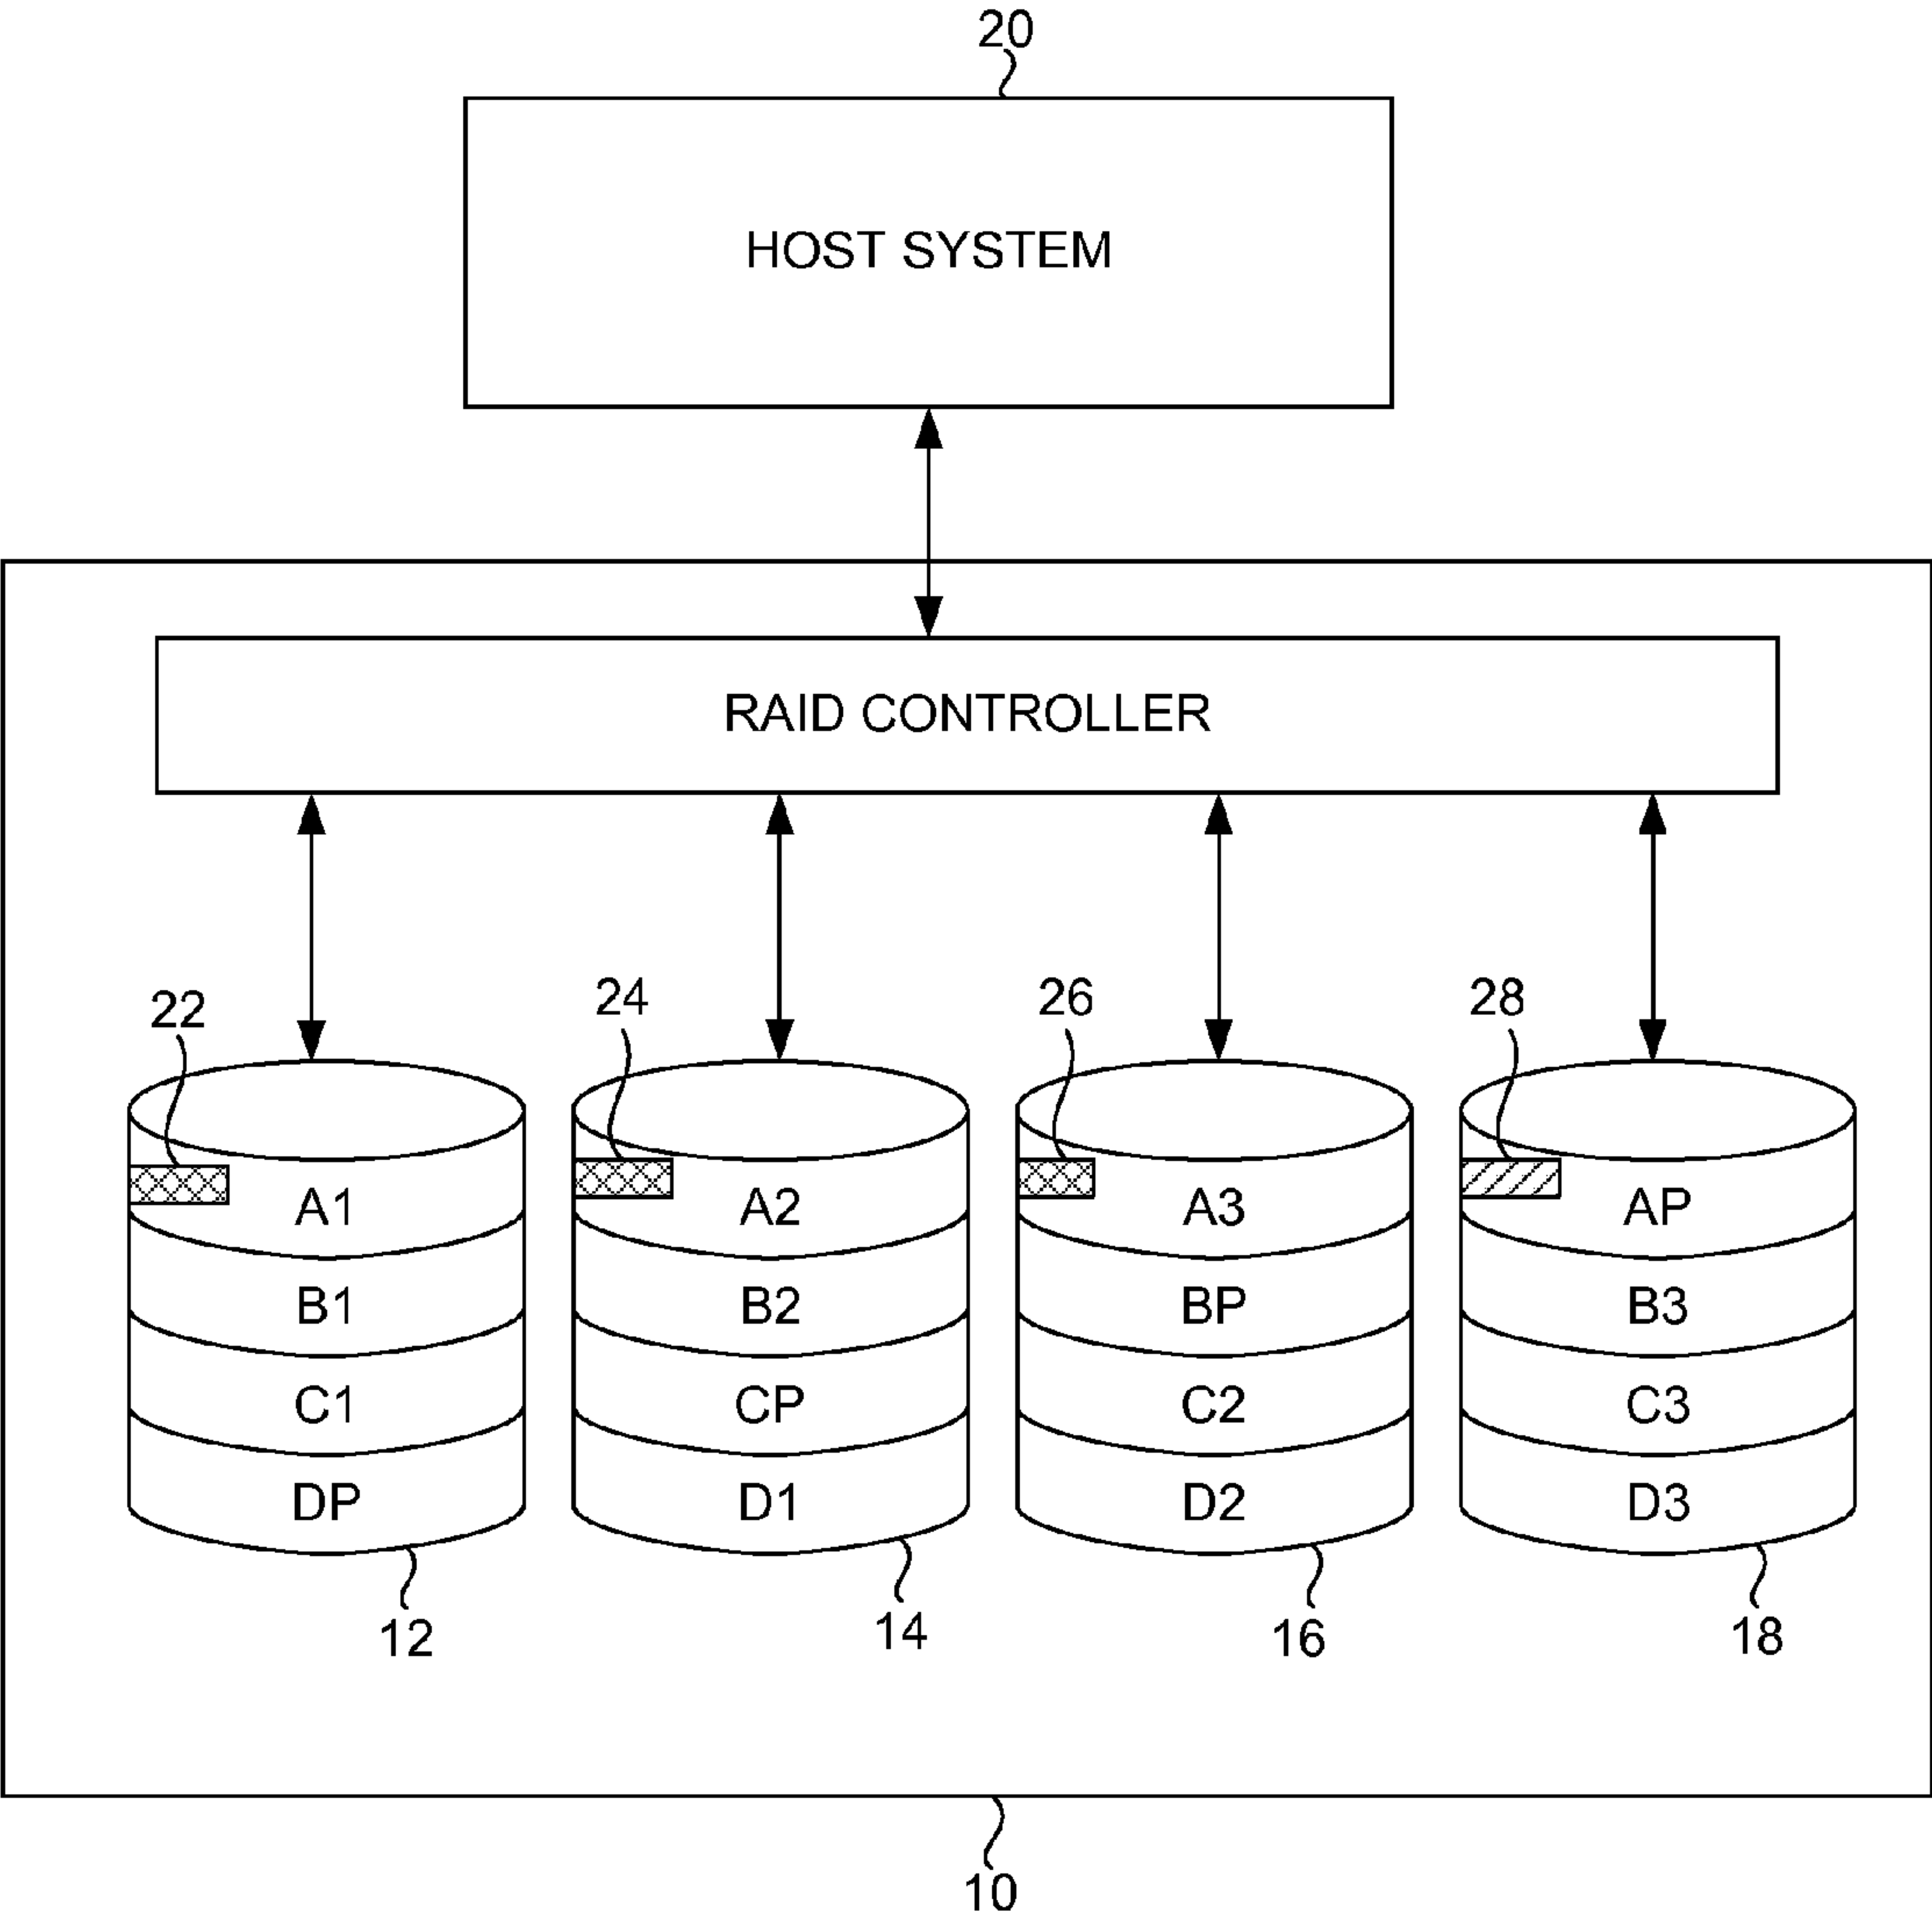 20
HOST SYSTEM
RAID CONTROLLER
22 24 26 28
A1 A2 A3 AP
B1 B2 BP B3
C1 CP C2 C3
DP D1 D2 D3
12 14 16 18
10